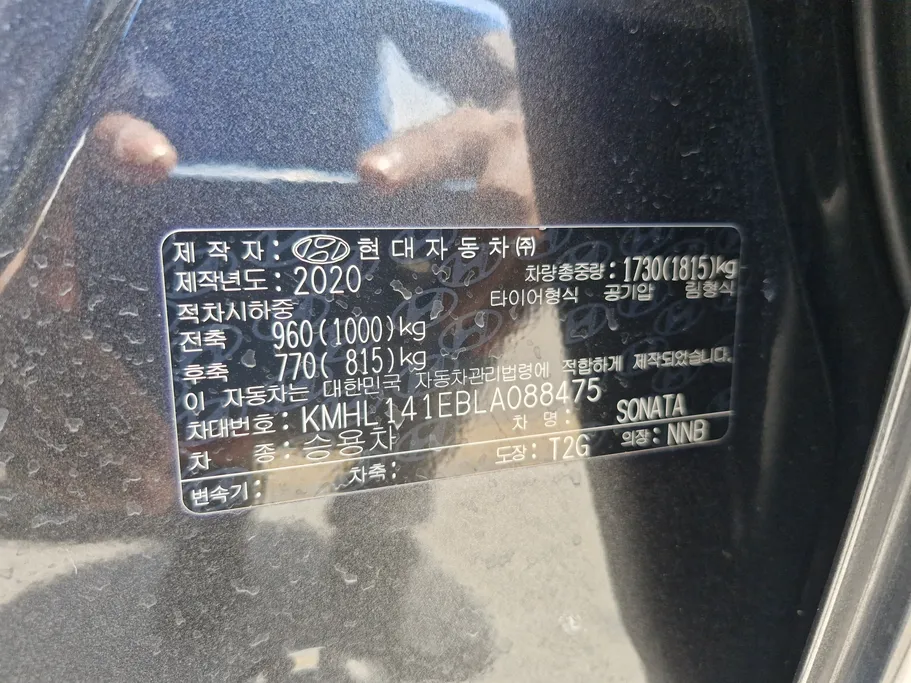 제 작 자 : 현 대 자 동 차 ㈜
제작년도 : 2020
차량총중량 : 1730(1815)kg
적차시하중
타이어형식 공기압 림형식
전축 960(1000)kg
후축 770( 815)kg
이 자동차는 대한민국 자동차관리법령에 적합하게 제작되었습니다.
차대번호 : KMHL141EBLA088475
차 종 : 승용차
차 명 : SONATA
변속기 :
차축 :
도장 : T2G
외장 : NNB